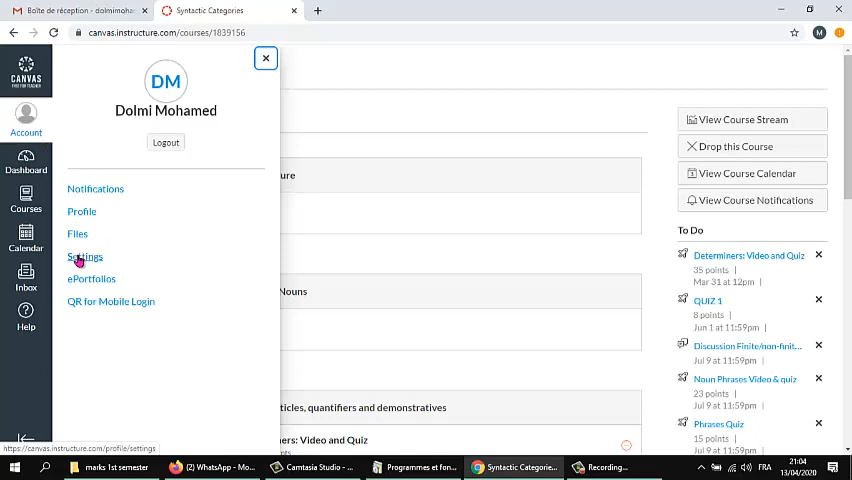 Boîte de réception - dolmimoha
Syntactic Categories
canvas.instructure.com/courses/1839156
M
CANVAS
FREE FOR TEACHER
Account
Dashboard
Courses
Calendar
Inbox
Help
DM
Dolmi Mohamed
Logout
Notifications
Profile
Files
Settings
ePortfolios
QR for Mobile Login
ure
Nouns
ticles, quantifiers and demonstratives
ners: Video and Quiz
View Course Stream
Drop this Course
View Course Calendar
View Course Notifications
To Do
Determiners: Video and Quiz
35 points |
Mar 31 at 12pm |
QUIZ 1
8 points |
Jun 1 at 11:59pm |
Discussion Finite/non-finit...
Jul 9 at 11:59pm |
Noun Phrases Video & quiz
23 points |
Jul 9 at 11:59pm |
Phrases Quiz
15 points |
https://canvas.instructure.com/profile/settings
marks 1st semester
(2) WhatsApp - Mo...
Camtasia Studio - ...
Programmes et fon...
Syntactic Categorie...
Recording...
FRA
21:04
13/04/2020